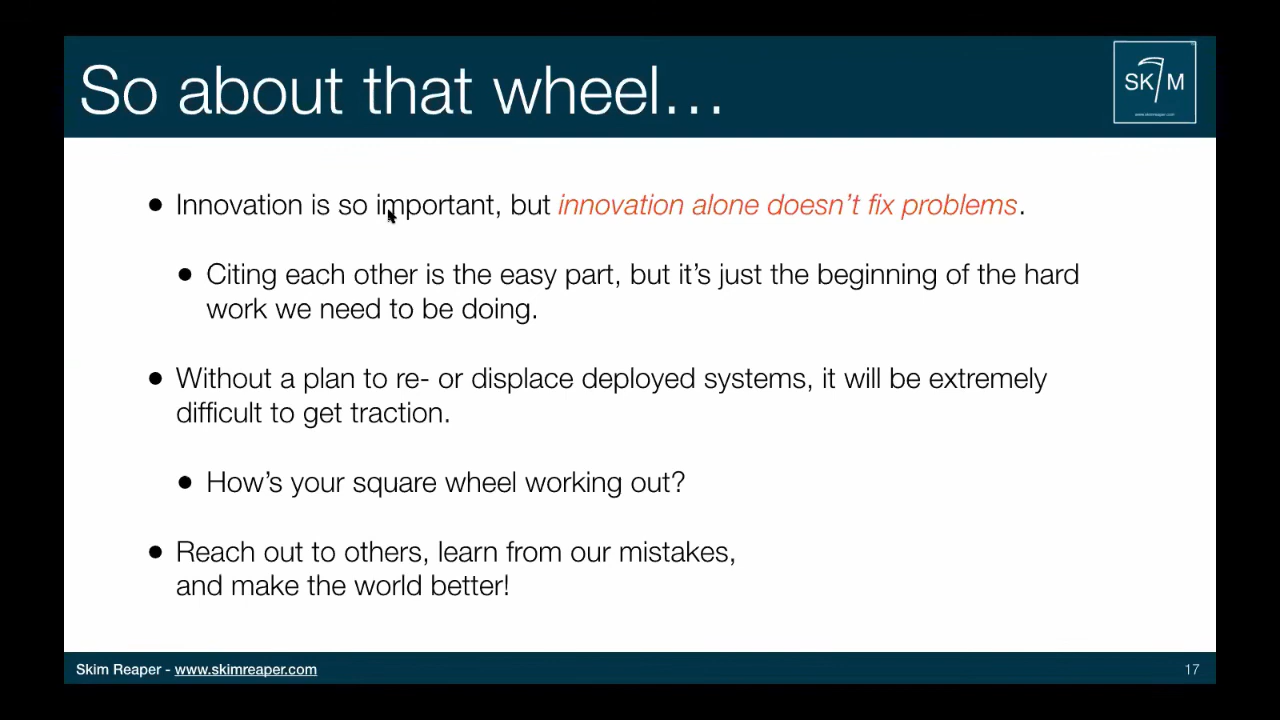 So about that wheel…
SK M
www.skimreaper.com
• Innovation is so important, but innovation alone doesn’t fix problems.
• Citing each other is the easy part, but it’s just the beginning of the hard
work we need to be doing.
• Without a plan to re- or displace deployed systems, it will be extremely
difficult to get traction.
• How’s your square wheel working out?
• Reach out to others, learn from our mistakes,
and make the world better!
Skim Reaper - www.skimreaper.com
17